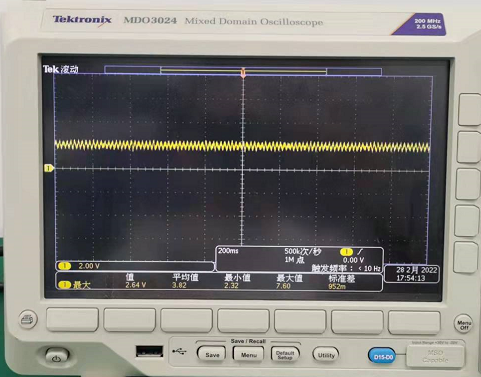 Tektronix MDO3024 Mixed Domain Oscilloscope
200 MHz
2.5 GS/s
Tek 滚动
1
1 2.00 V
200ms 500k次/秒 1 /
1M 点 0.00 V
触发频率: < 10 Hz
值 平均值 最小值 最大值 标准差
1 最大 2.64 V 3.82 2.32 7.60 952m
28 2月 2022
17:54:13
Menu
Off
Save / Recall
Save
Menu
Default
Setup
Utility
D15-D0